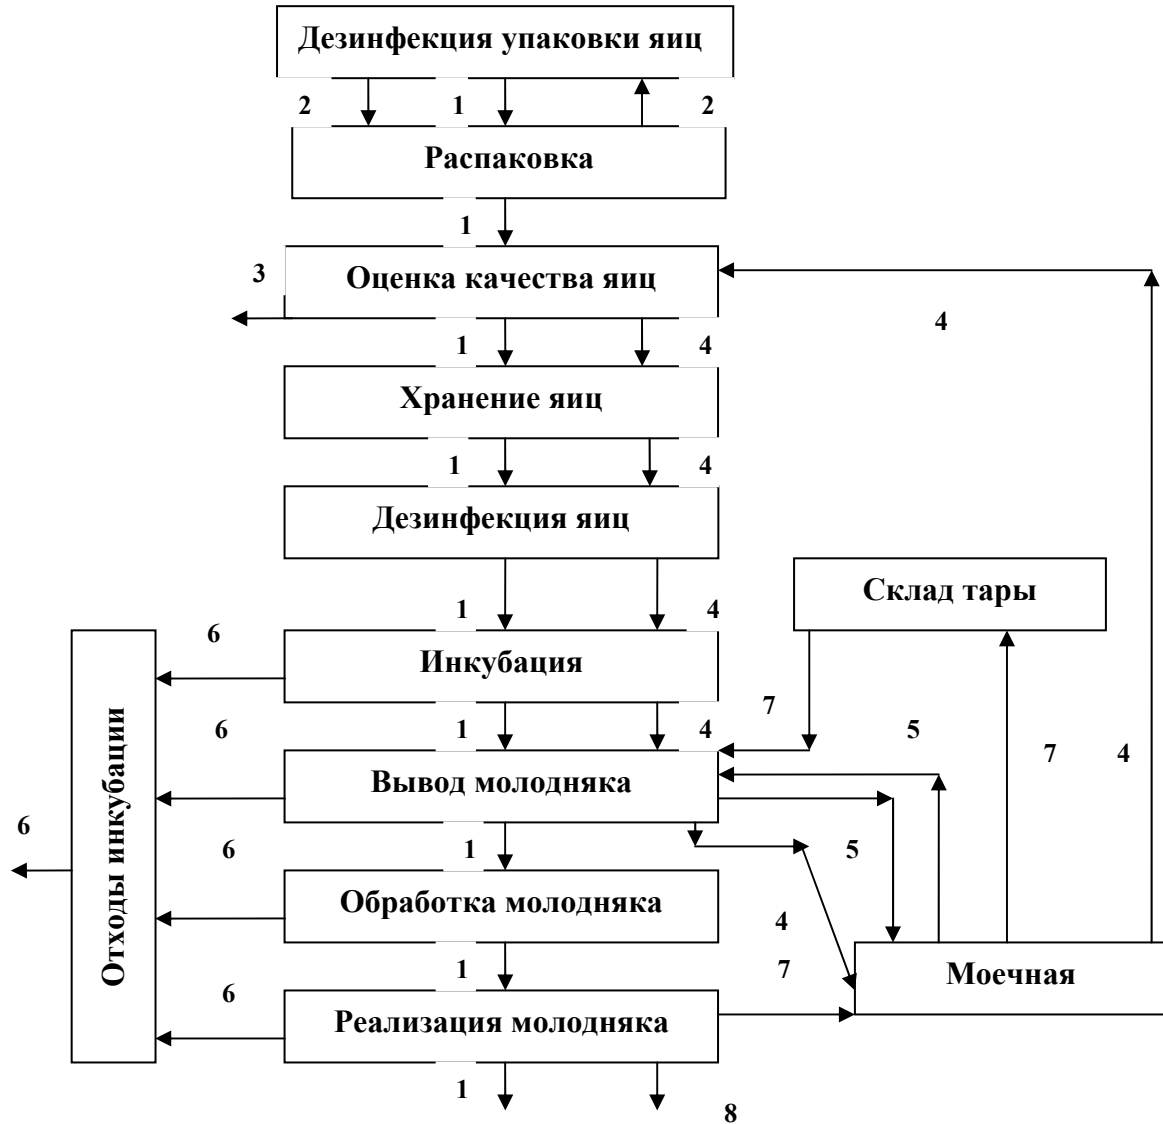 Дезинфекция упаковки яиц
2
1
2
Распаковка
1
3
Оценка качества яиц
4
1
4
Хранение яиц
1
4
Дезинфекция яиц
Склад тары
1
4
6
Инкубация
7
6
1
4
5
7
4
Вывод молодняка
6
6
1
5
Отходы инкубации
Обработка молодняка
4
1
7
Моечная
6
Реализация молодняка
1
8